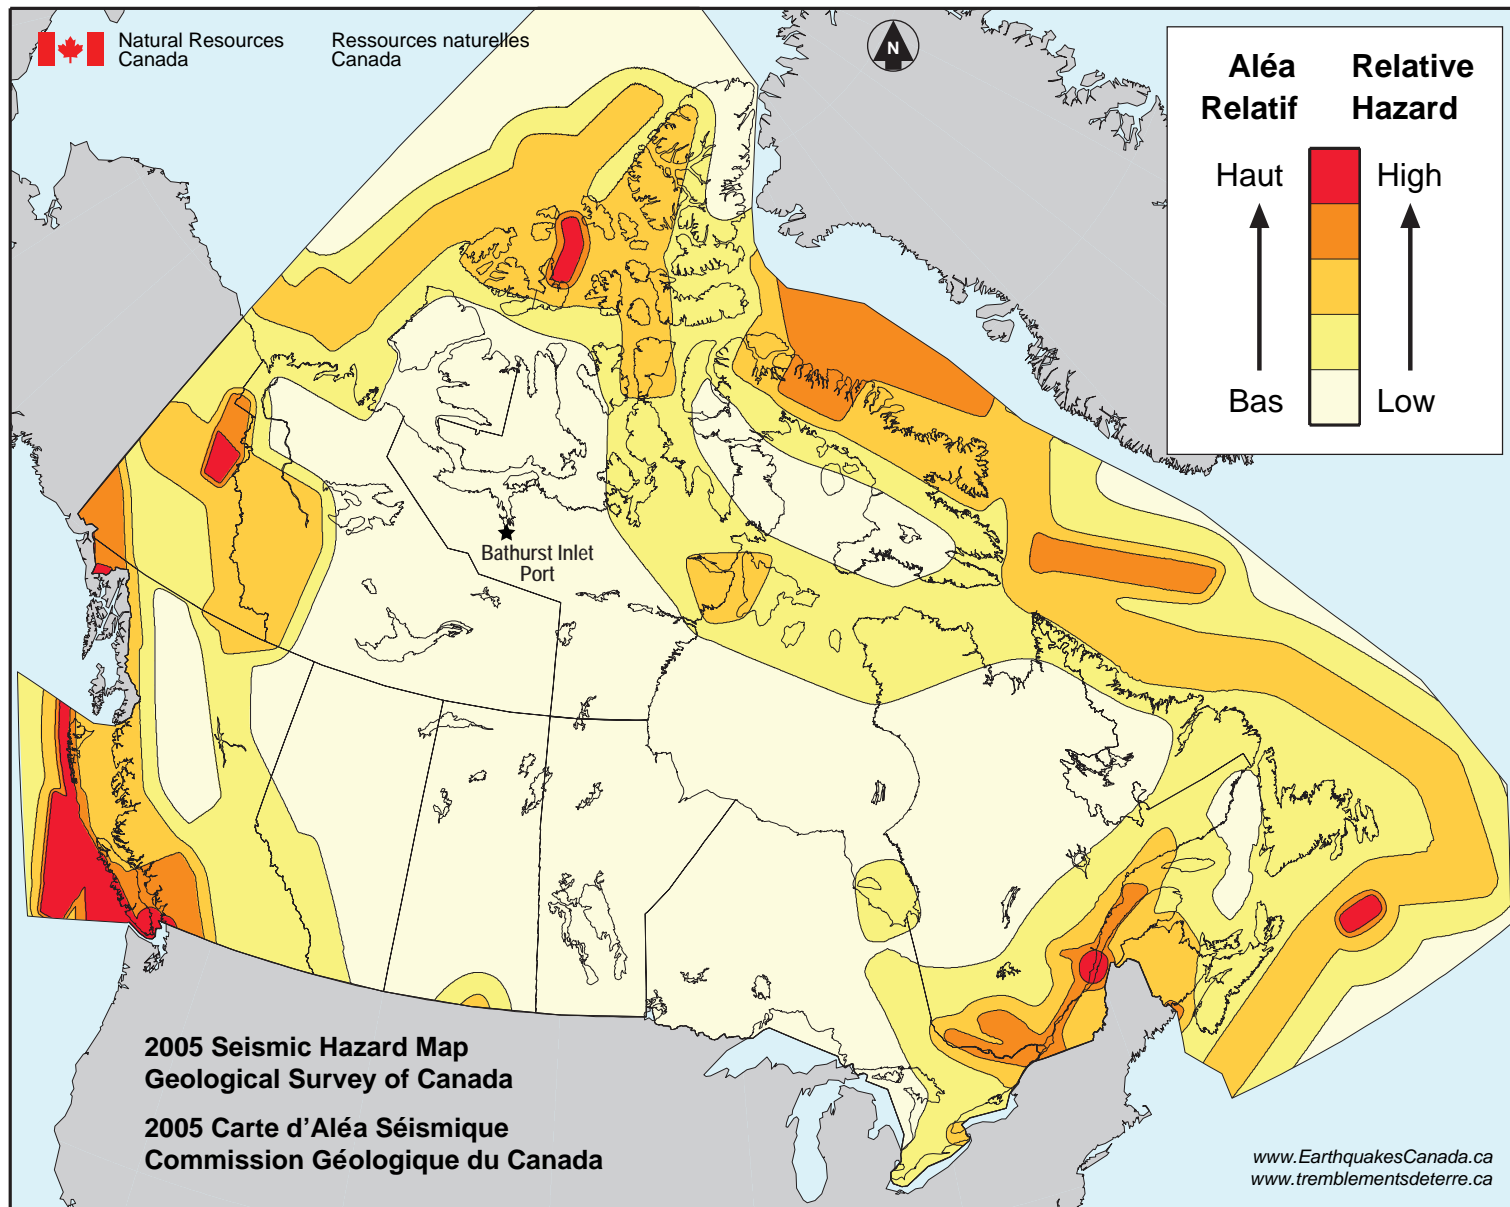 Natural Resources
Canada
Ressources naturelles
Canada
N
Aléa
Relatif
Relative
Hazard
Haut
High
Bas
Low
Bathurst Inlet
Port
2005 Seismic Hazard Map
Geological Survey of Canada
2005 Carte d'Aléa Séismique
Commission Géologique du Canada
www.EarthquakesCanada.ca
www.tremblementsdeterre.ca